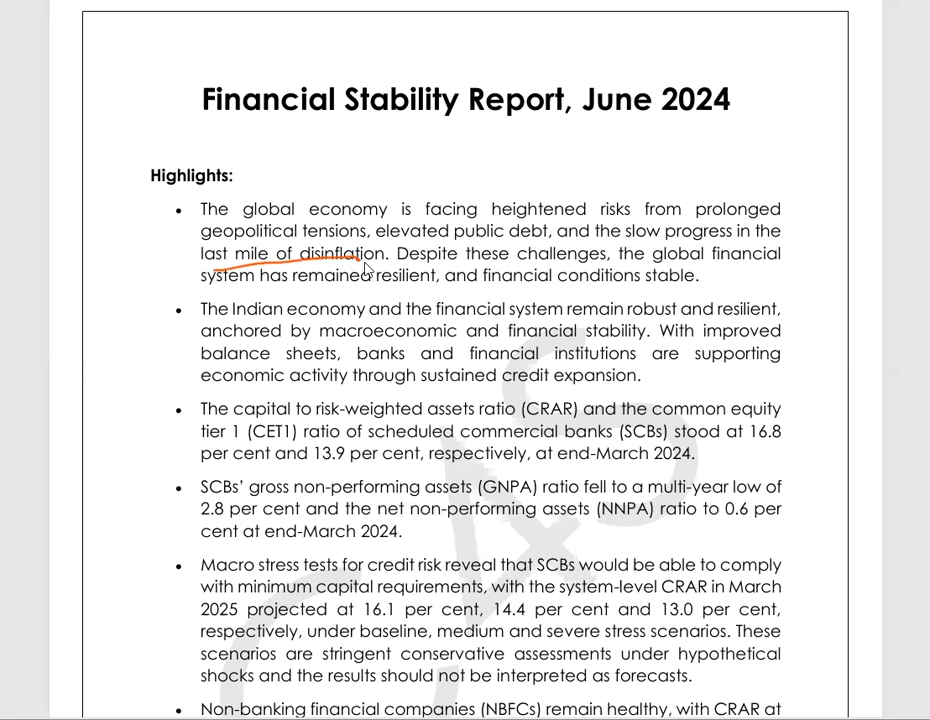 Financial Stability Report, June 2024
Highlights:
• The global economy is facing heightened risks from prolonged
geopolitical tensions, elevated public debt, and the slow progress in the
last mile of disinflation. Despite these challenges, the global financial
system has remained resilient, and financial conditions stable.
• The Indian economy and the financial system remain robust and resilient,
anchored by macroeconomic and financial stability. With improved
balance sheets, banks and financial institutions are supporting
economic activity through sustained credit expansion.
• The capital to risk-weighted assets ratio (CRAR) and the common equity
tier 1 (CET1) ratio of scheduled commercial banks (SCBs) stood at 16.8
per cent and 13.9 per cent, respectively, at end-March 2024.
• SCBs’ gross non-performing assets (GNPA) ratio fell to a multi-year low of
2.8 per cent and the net non-performing assets (NNPA) ratio to 0.6 per
cent at end-March 2024.
• Macro stress tests for credit risk reveal that SCBs would be able to comply
with minimum capital requirements, with the system-level CRAR in March
2025 projected at 16.1 per cent, 14.4 per cent and 13.0 per cent,
respectively, under baseline, medium and severe stress scenarios. These
scenarios are stringent conservative assessments under hypothetical
shocks and the results should not be interpreted as forecasts.
• Non-banking financial companies (NBFCs) remain healthy, with CRAR at